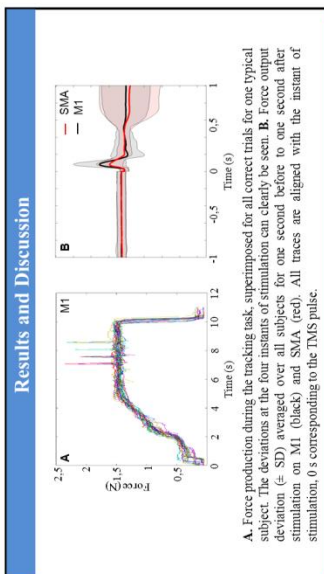 Results and Discussion
A
M1
2,5
1,5
0,5
Force (N)
0
2
4
6
8
10
12
Time (s)
B
SMA
M1
2
1
-1
-0,5
0
0,5
1
Time (s)
A. Force production during the tracking task, superimposed for all correct trials for one typical
subject. The deviations at the four instants of stimulation can clearly be seen. B. Force output
deviation (± SD) averaged over all subjects for one second before to one second after
stimulation on M1 (black) and SMA (red). All traces are aligned with the instant of
stimulation, 0 s corresponding to the TMS pulse.